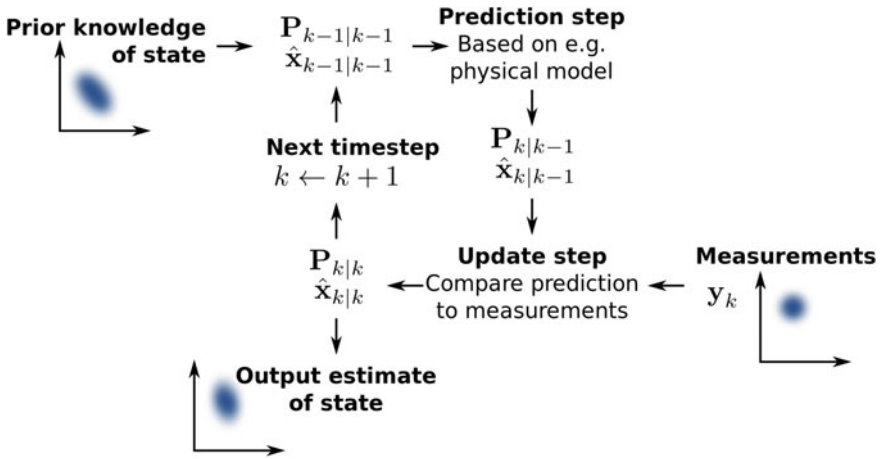 Prior knowledge
of state
𝐏_{k−1|k−1}
𝐱̂_{k−1|k−1}
Prediction step
Based on e.g.
physical model
𝐏_{k|k−1}
𝐱̂_{k|k−1}
Next timestep
k ← k + 1
𝐏_{k|k}
𝐱̂_{k|k}
Update step
Compare prediction
to measurements
Measurements
𝐲_k
Output estimate
of state